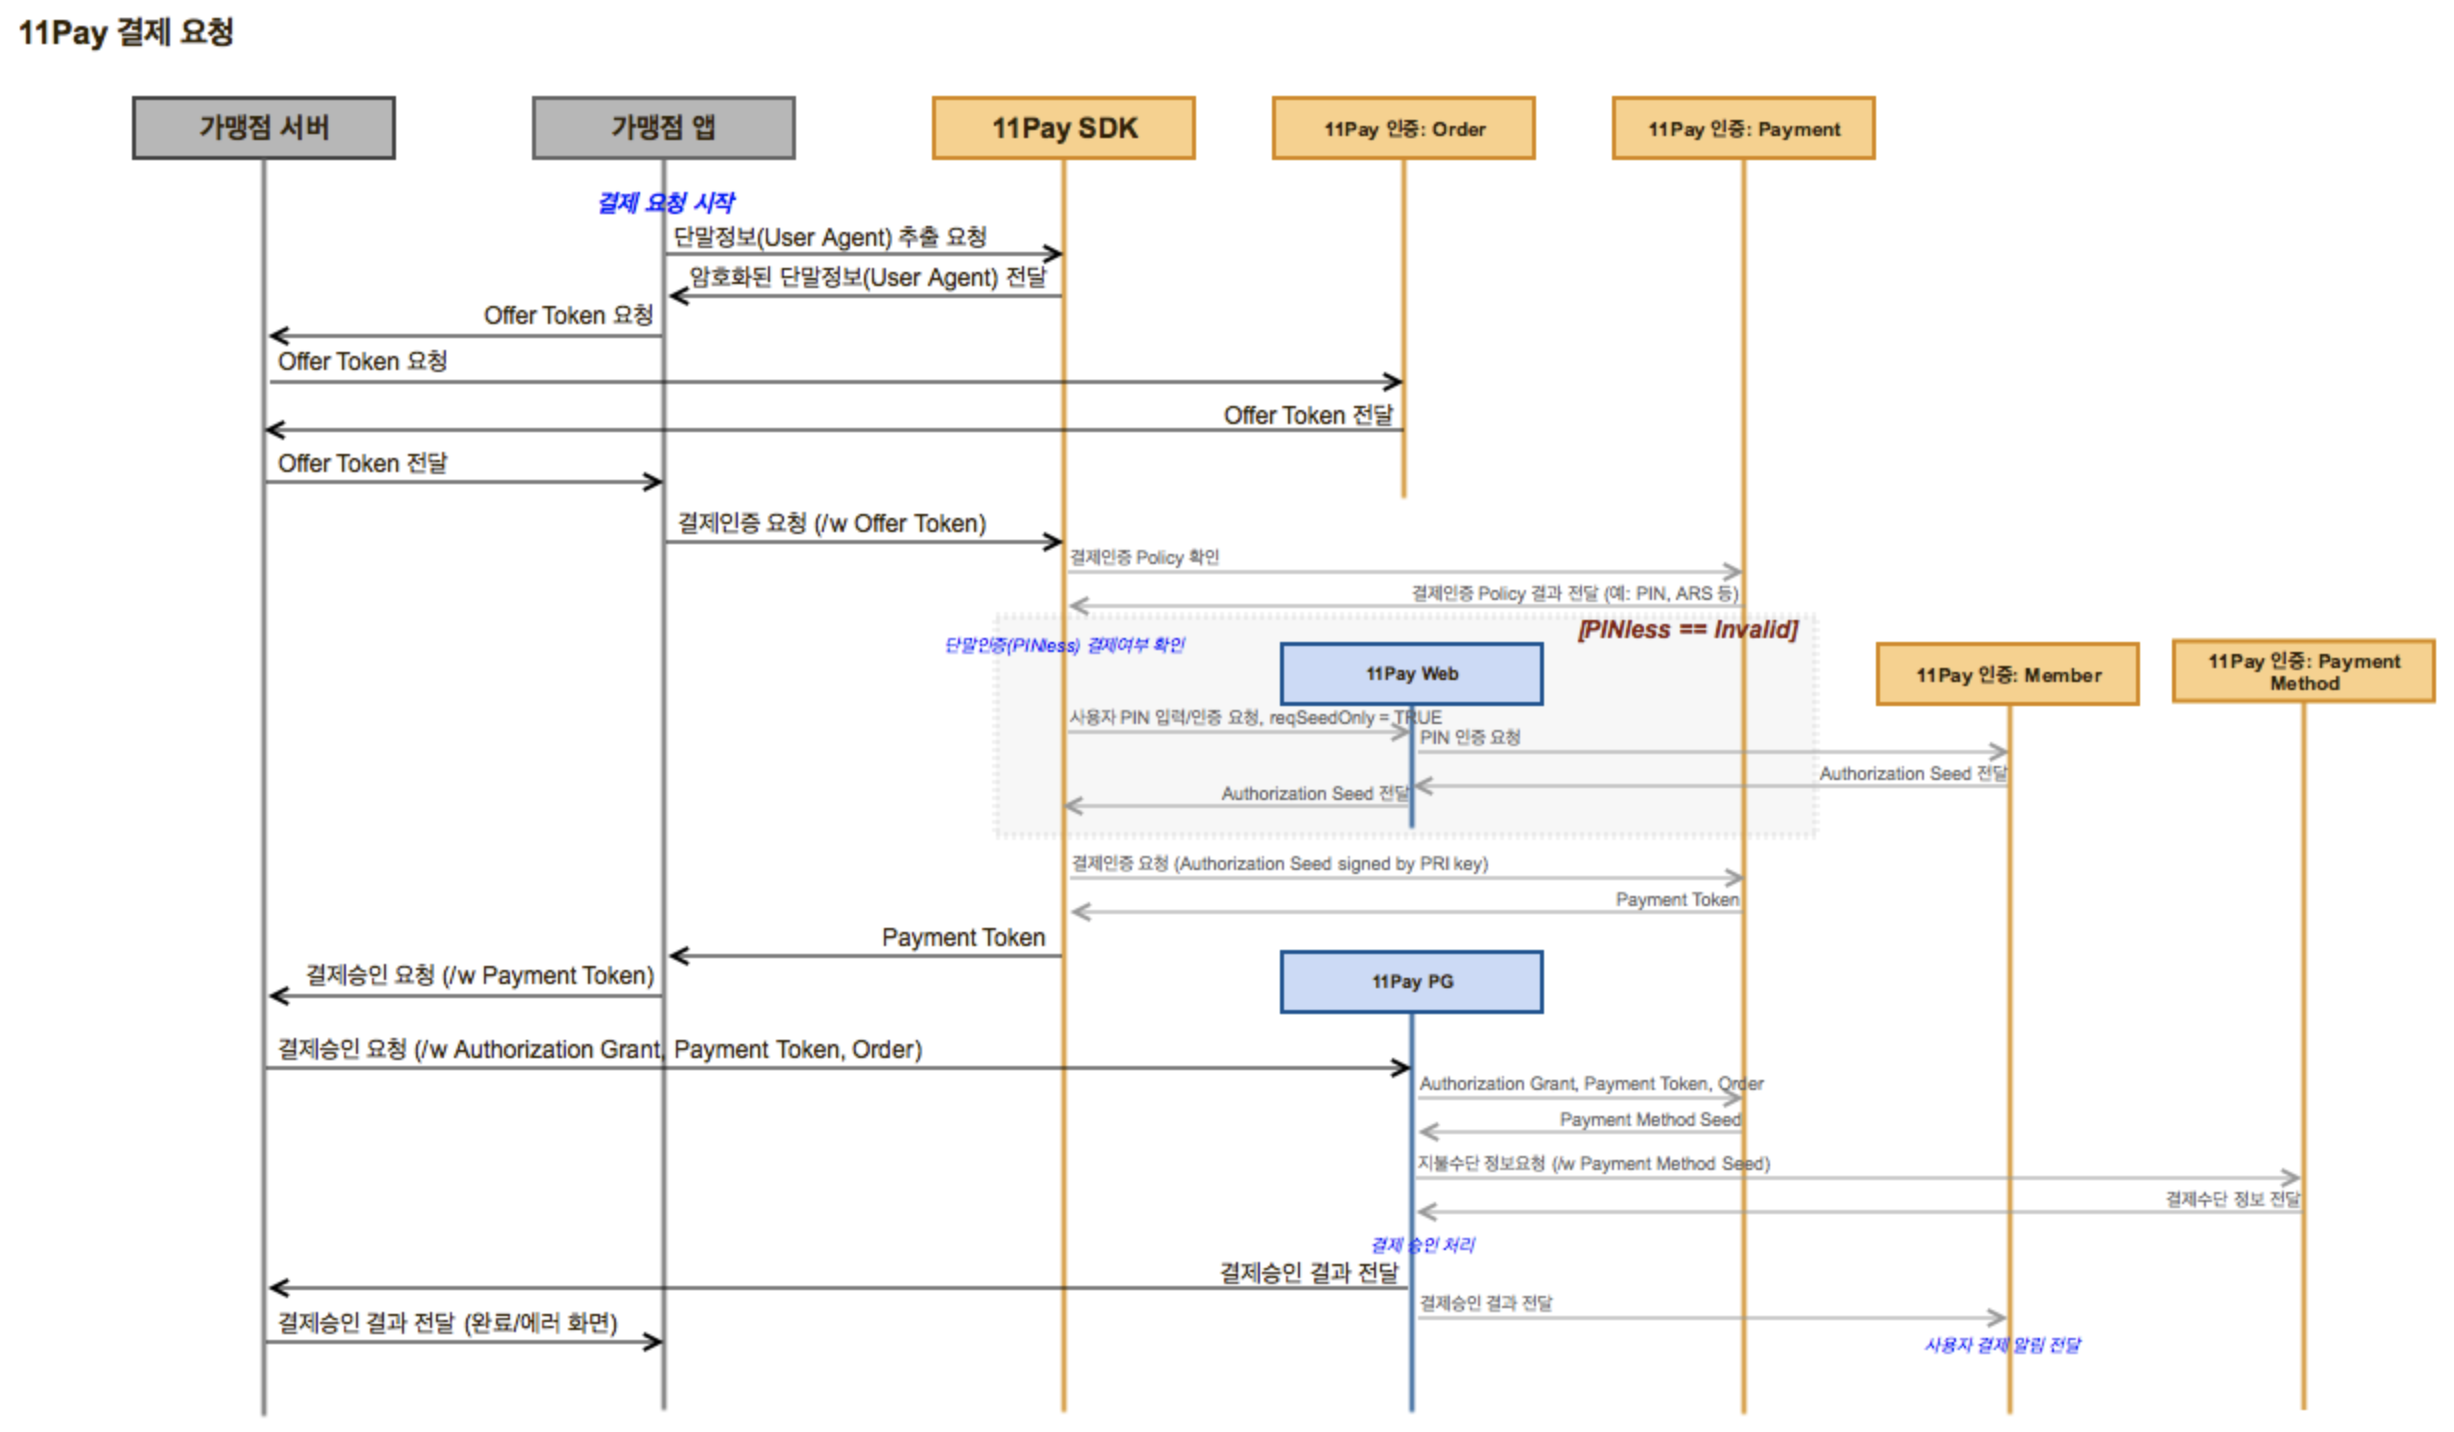 11Pay 결제 요청
가맹점 서버
가맹점 앱
11Pay SDK
11Pay 인증: Order
11Pay 인증: Payment
결제 요청 시작
단말정보(User Agent) 추출 요청
암호화된 단말정보(User Agent) 전달
Offer Token 요청
Offer Token 요청
Offer Token 전달
Offer Token 전달
결제인증 요청 (/w Offer Token)
결제인증 Policy 확인
결제인증 Policy 결과 전달 (예: PIN, ARS 등)
[PINless == Invalid]
단말인증(PINless) 결제여부 확인
11Pay Web
11Pay 인증: Member
11Pay 인증: Payment
Method
사용자 PIN 입력/인증 요청, reqSeedOnly = TRUE
PIN 인증 요청
Authorization Seed 전달
Authorization Seed 전달
결제인증 요청 (Authorization Seed signed by PRI key)
Payment Token
Payment Token
결제승인 요청 (/w Payment Token)
11Pay PG
결제승인 요청 (/w Authorization Grant, Payment Token, Order)
Authorization Grant, Payment Token, Order
Payment Method Seed
지불수단 정보요청 (/w Payment Method Seed)
결제수단 정보 전달
결제 승인 처리
결제승인 결과 전달
결제승인 결과 전달
결제승인 결과 전달 (완료/에러 화면)
사용자 결제 알림 전달